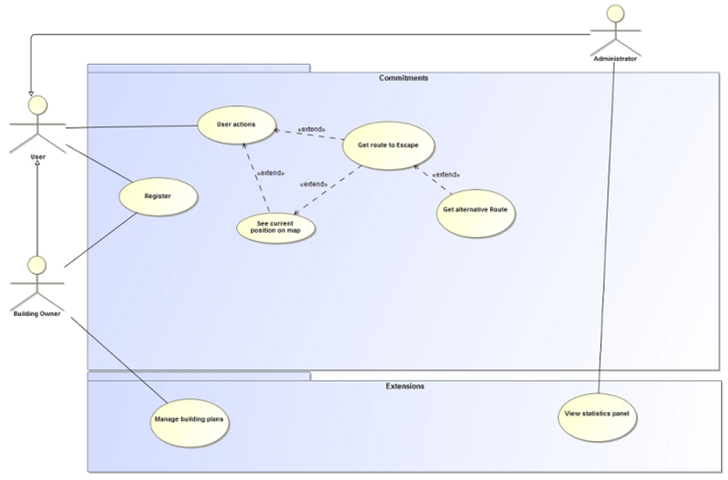 Administrator
Commitments
User
User actions
«extend»
Get route to Escape
«extend»
«extend»
«extend»
Register
Get alternative Route
See current
position on map
Building Owner
Extensions
Manage building plans
View statistics panel